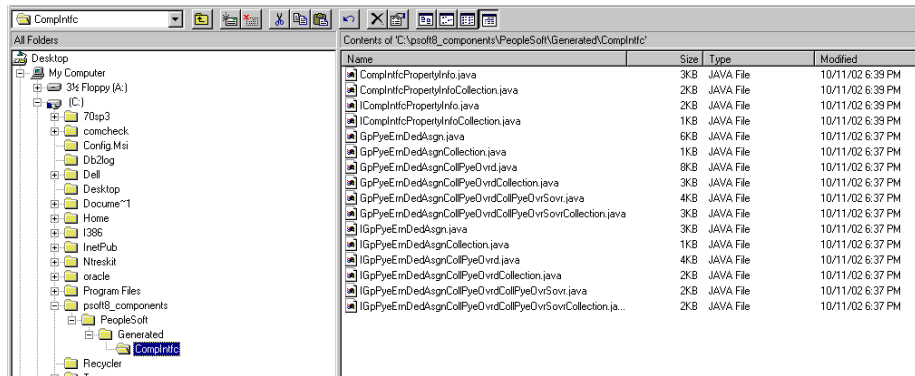 CompIntfc
All Folders
Contents of 'C:\psoft8_components\PeopleSoft\Generated\CompIntfc'
Desktop
My Computer
3½ Floppy (A:)
(C:)
70sp3
comcheck
Config.Msi
Db2log
Dell
Desktop
Docume~1
Home
I386
InetPub
Ntreskit
oracle
Program Files
psoft8_components
PeopleSoft
Generated
CompIntfc
Recycler
Name Size Type Modified
CompIntfcPropertyInfo.java 3KB JAVA File 10/11/02 6:39 PM
CompIntfcPropertyInfoCollection.java 2KB JAVA File 10/11/02 6:39 PM
ICompIntfcPropertyInfo.java 2KB JAVA File 10/11/02 6:39 PM
ICompIntfcPropertyInfoCollection.java 1KB JAVA File 10/11/02 6:39 PM
GpPyeErnDedAsgn.java 6KB JAVA File 10/11/02 6:37 PM
GpPyeErnDedAsgnCollection.java 1KB JAVA File 10/11/02 6:37 PM
GpPyeErnDedAsgnCollPyeOvrd.java 8KB JAVA File 10/11/02 6:37 PM
GpPyeErnDedAsgnCollPyeOvrdCollection.java 3KB JAVA File 10/11/02 6:37 PM
GpPyeErnDedAsgnCollPyeOvrdCollPyeOvrSovr.java 4KB JAVA File 10/11/02 6:37 PM
GpPyeErnDedAsgnCollPyeOvrdCollPyeOvrSovrCollection.java 3KB JAVA File 10/11/02 6:37 PM
IGpPyeErnDedAsgn.java 3KB JAVA File 10/11/02 6:37 PM
IGpPyeErnDedAsgnCollection.java 1KB JAVA File 10/11/02 6:37 PM
IGpPyeErnDedAsgnCollPyeOvrd.java 4KB JAVA File 10/11/02 6:37 PM
IGpPyeErnDedAsgnCollPyeOvrdCollection.java 2KB JAVA File 10/11/02 6:37 PM
IGpPyeErnDedAsgnCollPyeOvrdCollPyeOvrSovr.java 2KB JAVA File 10/11/02 6:37 PM
IGpPyeErnDedAsgnCollPyeOvrdCollPyeOvrSovrCollection.ja... 2KB JAVA File 10/11/02 6:37 PM